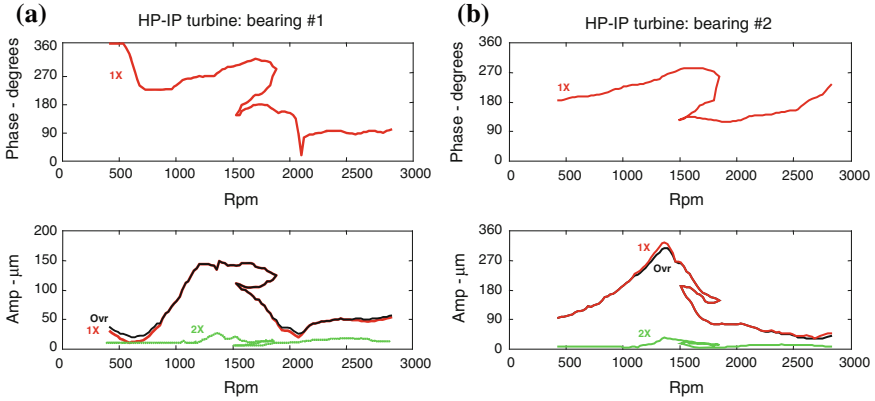 (a)
HP-IP turbine: bearing #1
Phase - degrees
360
270
180
90
0
1X
0
500
1000
1500
2000
2500
3000
Rpm
Amp - µm
200
150
100
50
0
Ovr
1X
2X
0
500
1000
1500
2000
2500
3000
Rpm
(b)
HP-IP turbine: bearing #2
Phase - degrees
360
270
180
90
0
1X
0
500
1000
1500
2000
2500
3000
Rpm
Amp - µm
360
270
180
90
0
1X
Ovr
2X
0
500
1000
1500
2000
2500
3000
Rpm